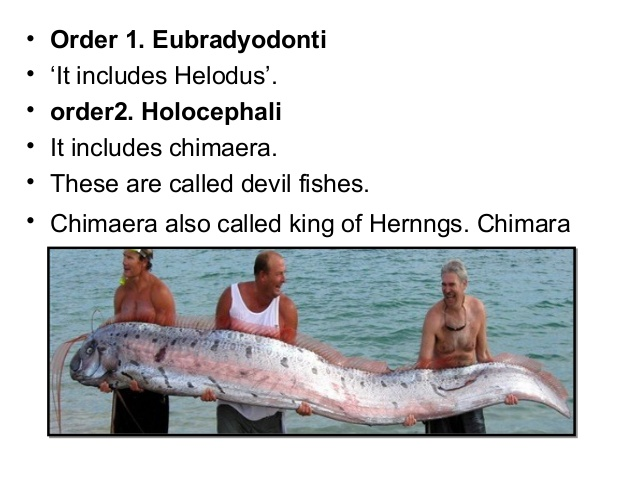 • Order 1. Eubradyodonti
• ‘It includes Helodus’.
• order2. Holocephali
• It includes chimaera.
• These are called devil fishes.
• Chimaera also called king of Hernngs. Chimara